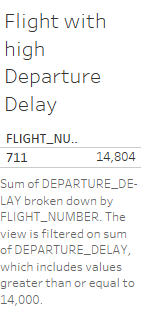 Flight with
high
Departure
Delay
FLIGHT_NU..
711 14,804
Sum of DEPARTURE_DE-
LAY broken down by
FLIGHT_NUMBER. The
view is filtered on sum
of DEPARTURE_DELAY,
which includes values
greater than or equal to
14,000.